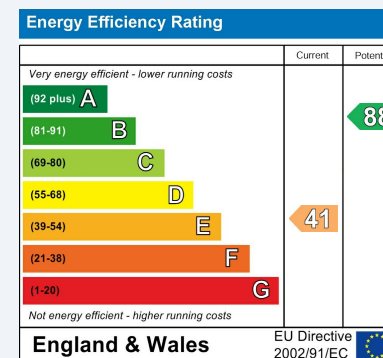 Energy Efficiency Rating
Current Poten
Very energy efficient - lower running costs
(92 plus) A
(81-91) B 88
(69-80) C
(55-68) D
(39-54) E 41
(21-38) F
(1-20) G
Not energy efficient - higher running costs
England & Wales
EU Directive
2002/91/EC